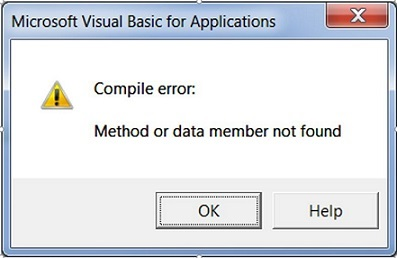 Microsoft Visual Basic for Applications
Compile error:
Method or data member not found
OK
Help